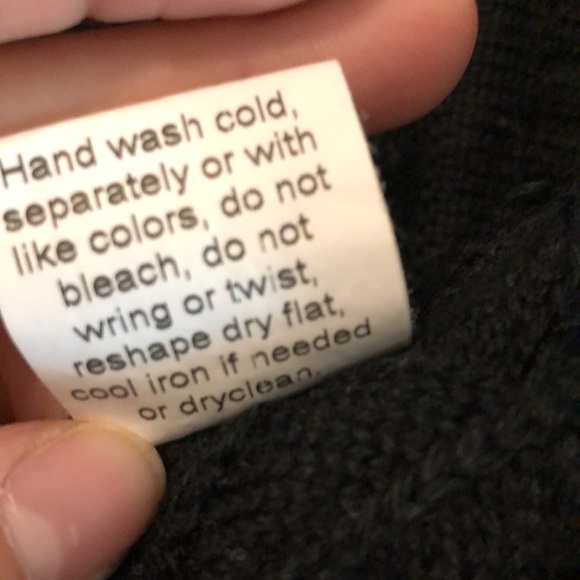 Hand wash cold,
separately or with
like colors, do not
bleach, do not
wring or twist,
reshape dry flat,
cool iron if needed
or dryclean.